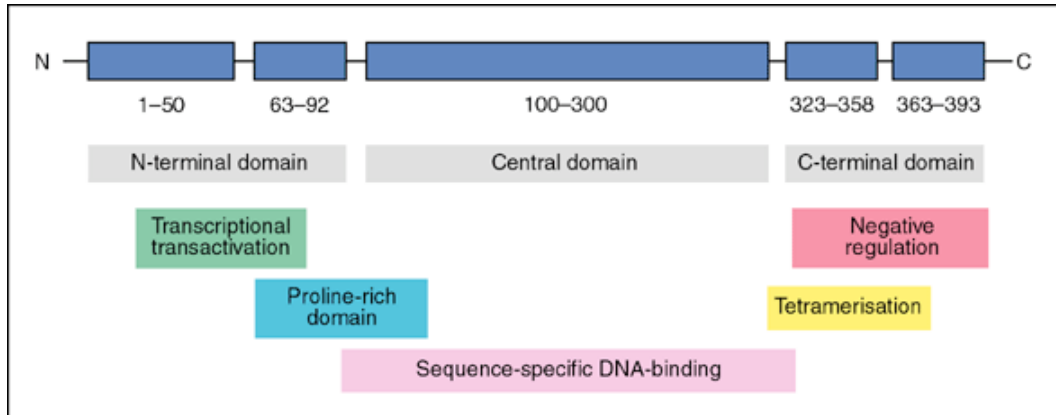 N
C
1–50
63–92
100–300
323–358
363–393
N-terminal domain
Central domain
C-terminal domain
Transcriptional
transactivation
Negative
regulation
Proline-rich
domain
Tetramerisation
Sequence-specific DNA-binding